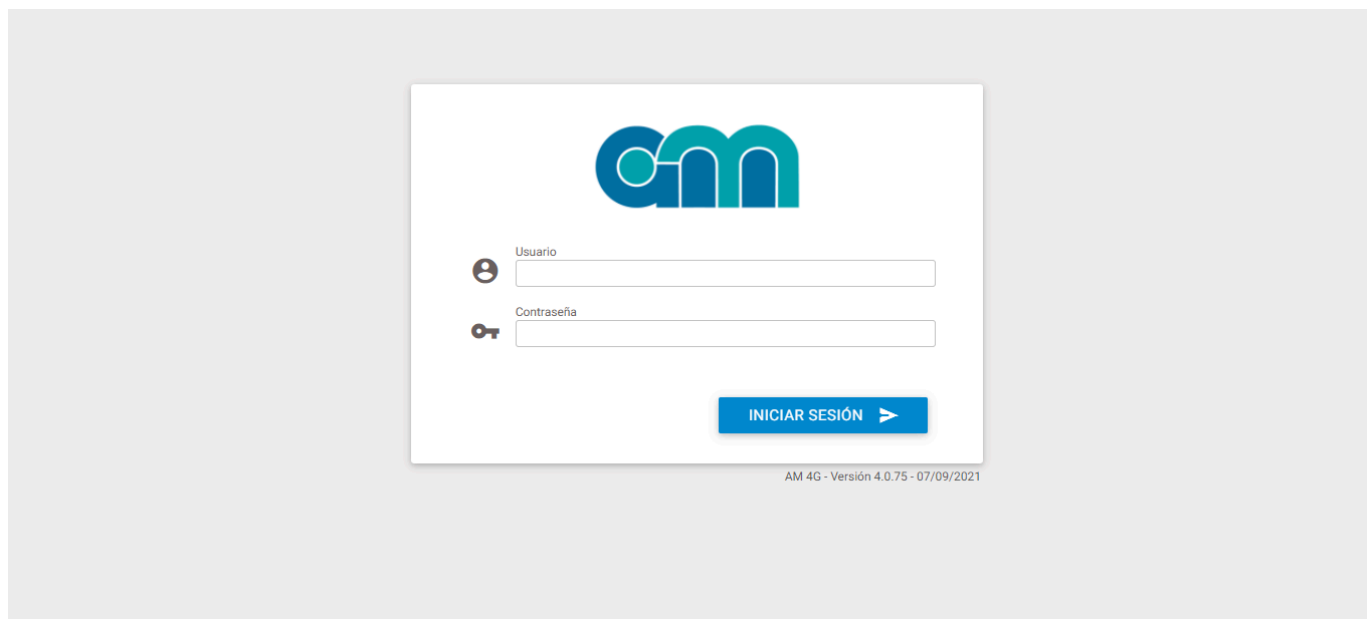 am
Usuario
Contraseña
INICIAR SESIÓN
AM 4G - Versión 4.0.75 - 07/09/2021